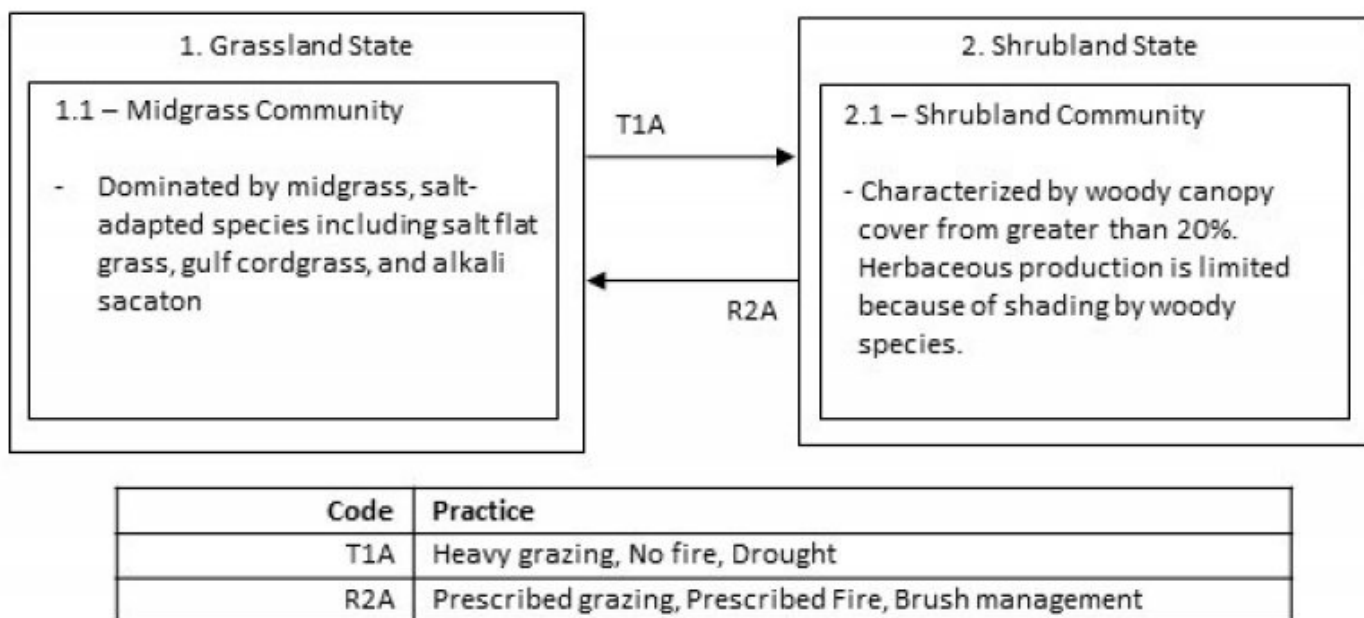 1. Grassland State
1.1 – Midgrass Community
- Dominated by midgrass, salt-
adapted species including salt flat
grass, gulf cordgrass, and alkali
sacaton
T1A
R2A
2. Shrubland State
2.1 – Shrubland Community
- Characterized by woody canopy
cover from greater than 20%.
Herbaceous production is limited
because of shading by woody
species.
Code Practice
T1A Heavy grazing, No fire, Drought
R2A Prescribed grazing, Prescribed Fire, Brush management